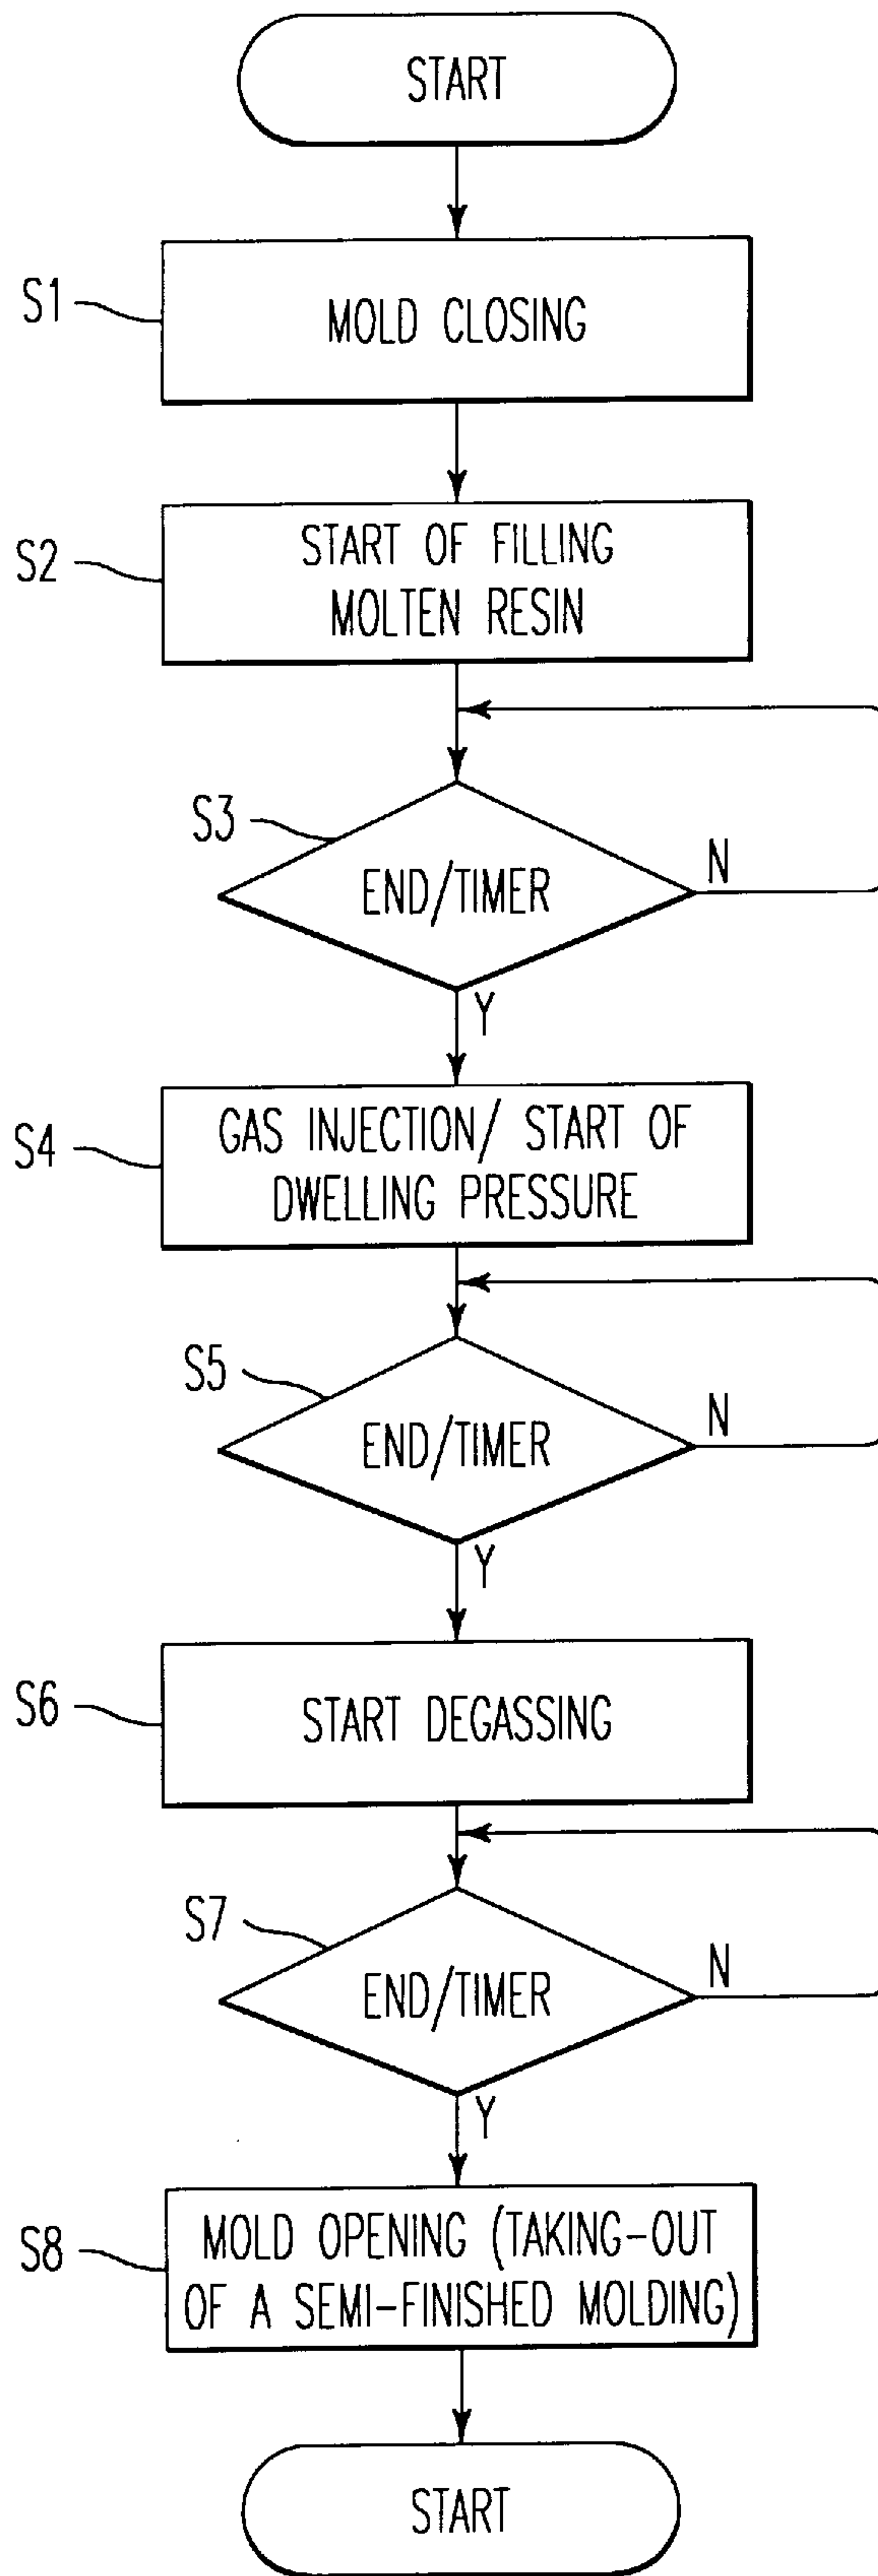 START
S1
MOLD CLOSING
S2
START OF FILLING
MOLTEN RESIN
S3
END/TIMER
N
Y
S4
GAS INJECTION/ START OF
DWELLING PRESSURE
S5
END/TIMER
N
Y
S6
START DEGASSING
S7
END/TIMER
N
Y
S8
MOLD OPENING (TAKING-OUT
OF A SEMI-FINISHED MOLDING)
START